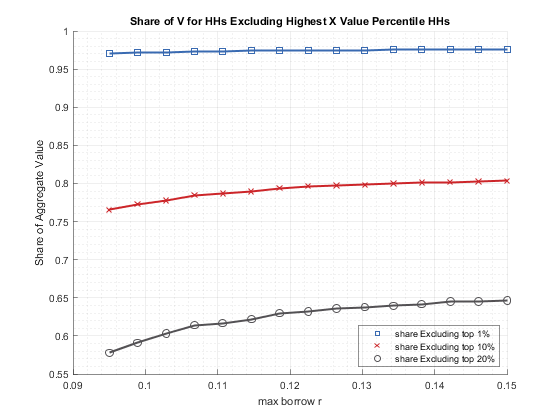 Share of V for HHs Excluding Highest X Value Percentile HHs
1
0.95
0.9
0.85
0.8
0.75
0.7
0.65
0.6
0.55
Share of Aggregate Value
0.09
0.1
0.11
0.12
0.13
0.14
0.15
max borrow r
share Exclduing top 1%
share Exclduing top 10%
share Exclduing top 20%